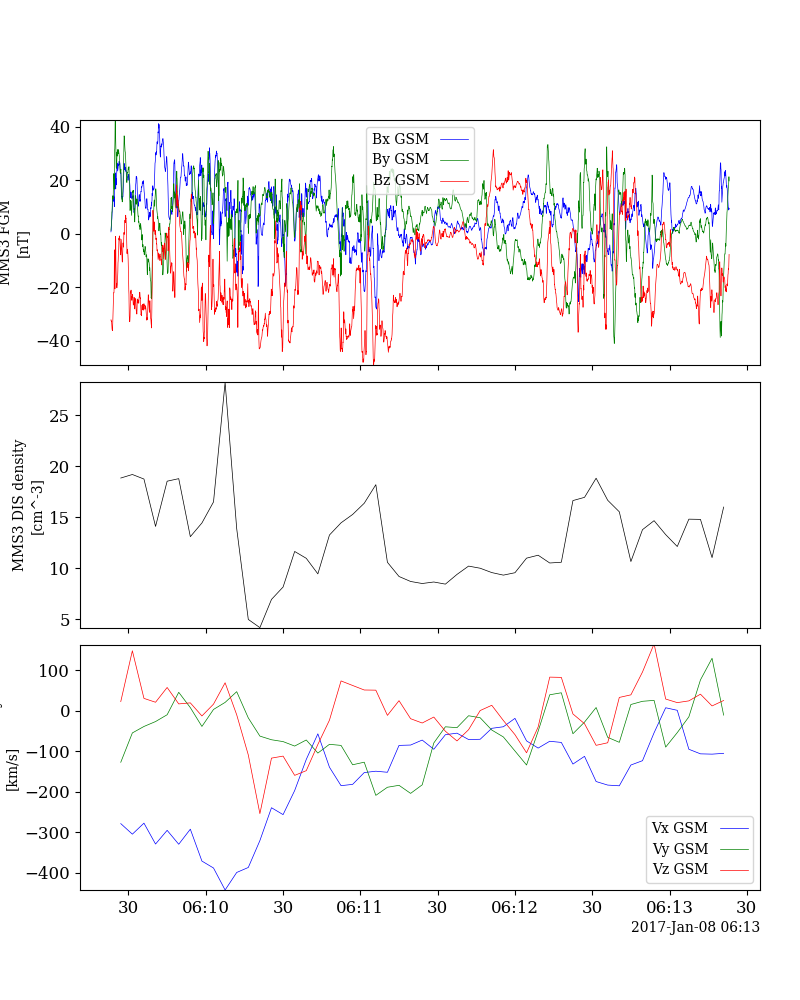 40
20
0
−20
−40
MMS3 FGM
[nT]
Bx GSM
By GSM
Bz GSM
25
20
15
10
5
MMS3 DIS density
[cm^-3]
100
0
−100
−200
−300
−400
[km/s]
Vx GSM
Vy GSM
Vz GSM
30 06:10 30 06:11 30 06:12 30 06:13 30
2017-Jan-08 06:13